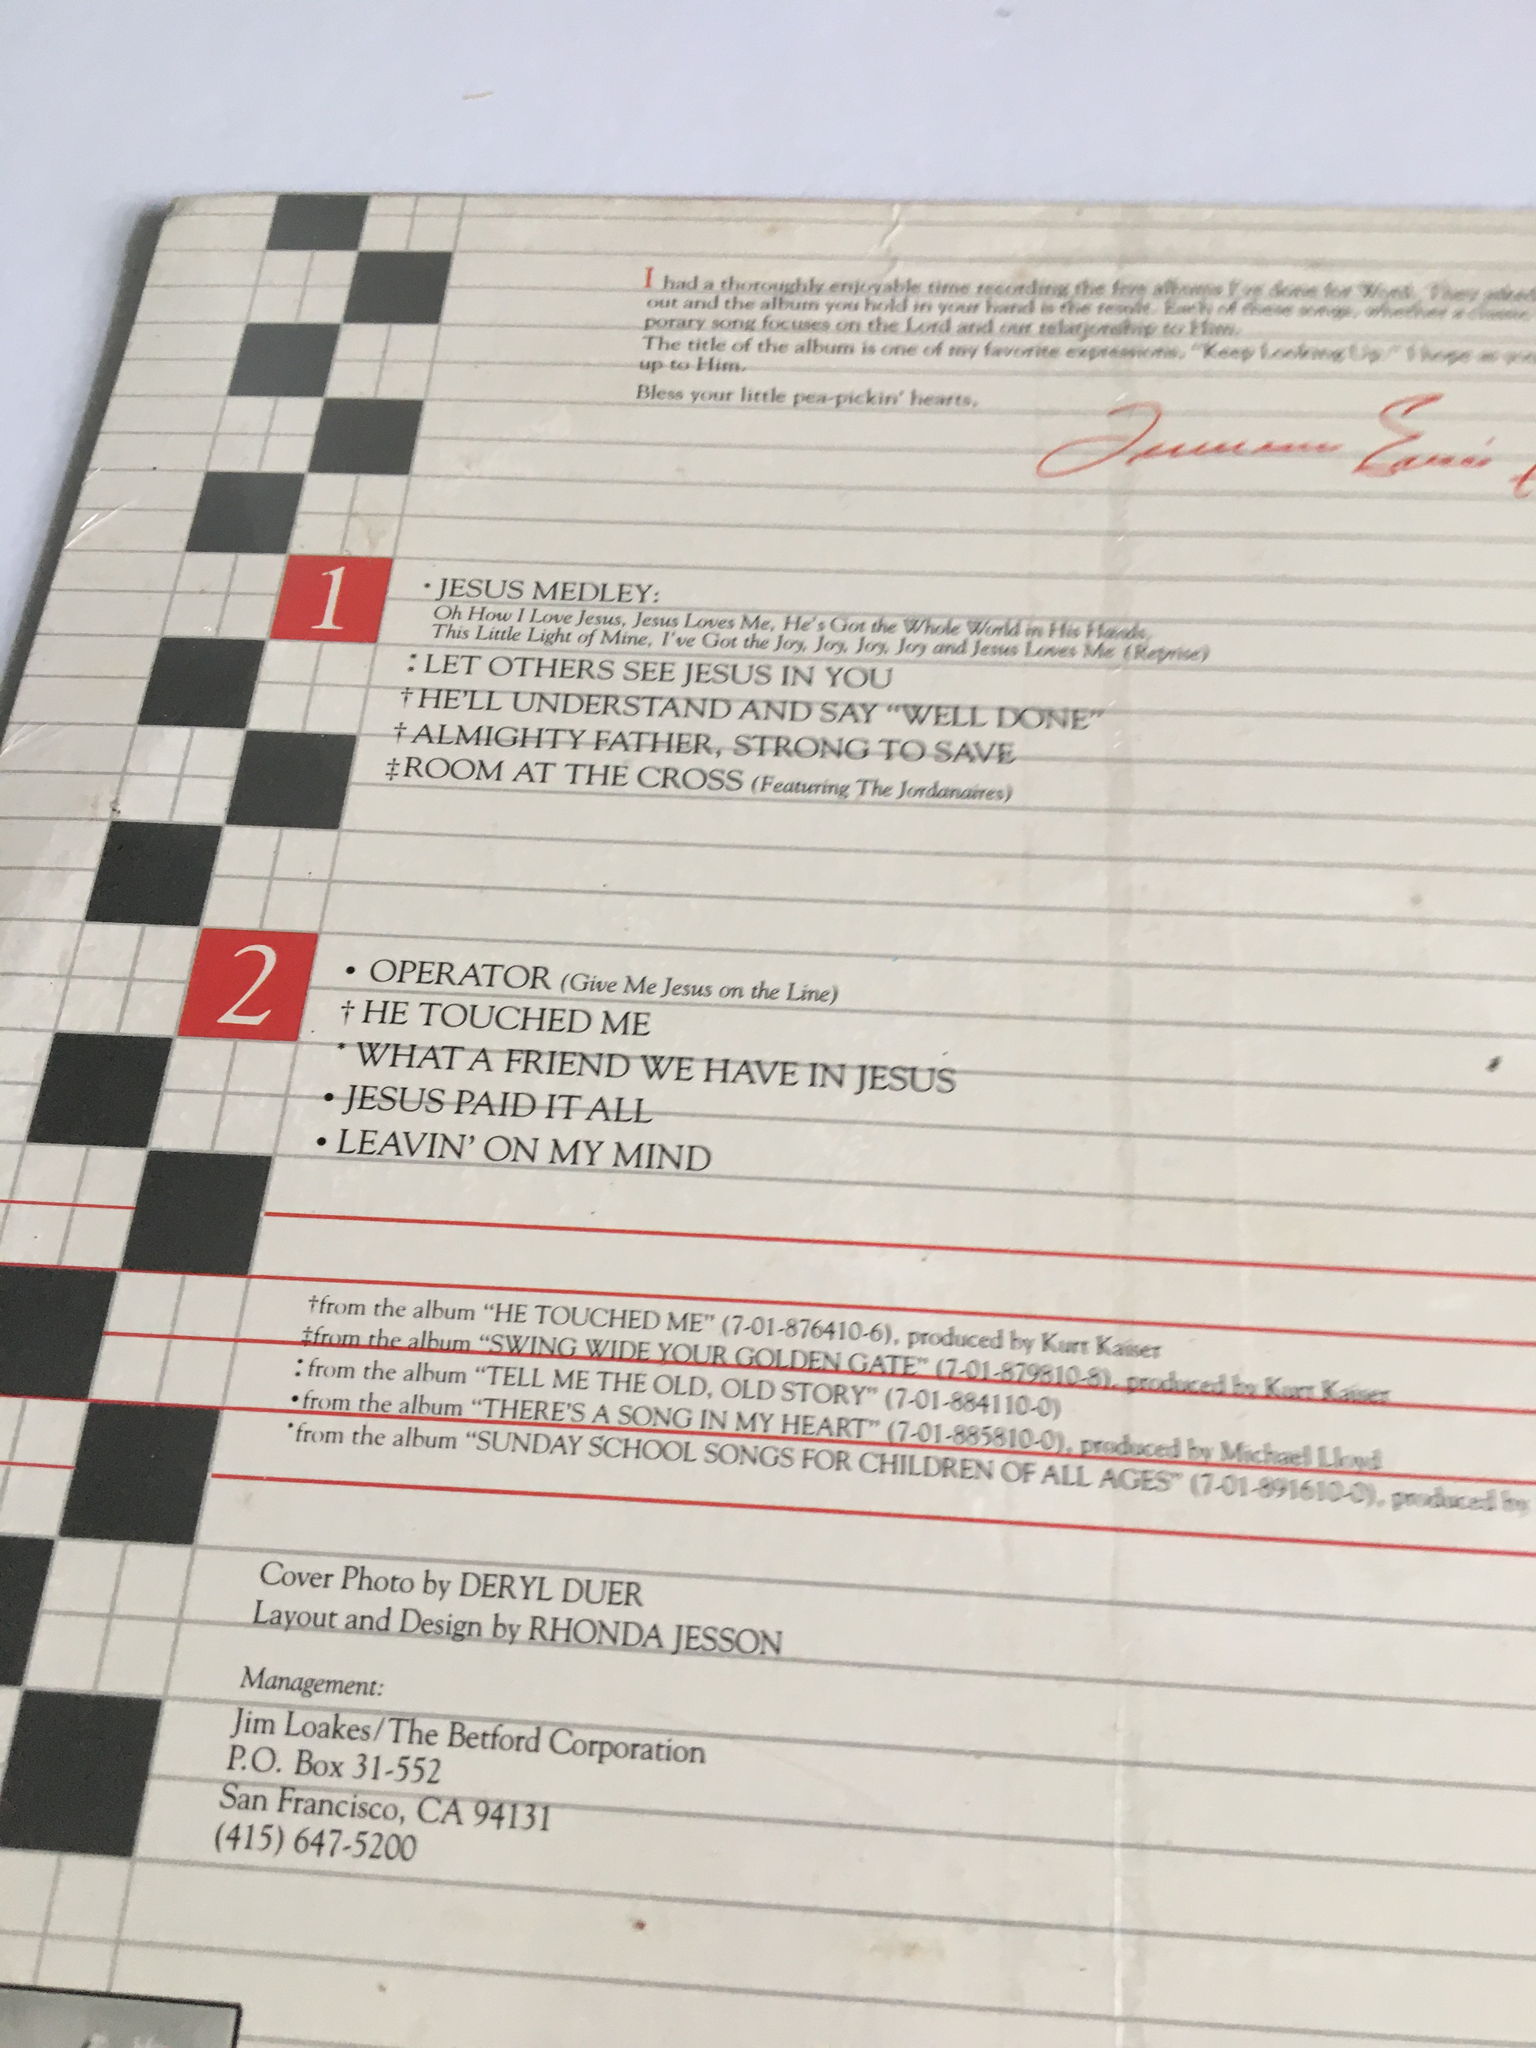 I had a thoroughly enjoyable time recording the five albums I've done for Word. They
out and the album you hold in your hand is the result. Each of these songs, whether a
porary song focuses on the Lord and our relationship to Him.
The title of the album is one of my favorite expressions, "Keep Looking Up." I hope
up to Him.
Bless your little pea-pickin' hearts,
Tennessee Ernie
1
· JESUS MEDLEY:
Oh How I Love Jesus, Jesus Loves Me, He's Got the Whole World in His Hands,
This Little Light of Mine, I've Got the Joy, Joy, Joy, Joy and Jesus Loves Me (Reprise)
: LET OTHERS SEE JESUS IN YOU
† HE'LL UNDERSTAND AND SAY "WELL DONE"
† ALMIGHTY FATHER, STRONG TO SAVE
‡ ROOM AT THE CROSS (Featuring The Jordanaires)
2
• OPERATOR (Give Me Jesus on the Line)
† HE TOUCHED ME
* WHAT A FRIEND WE HAVE IN JESUS
• JESUS PAID IT ALL
• LEAVIN' ON MY MIND
†from the album "HE TOUCHED ME" (7-01-876410-6), produced by Kurt Kaiser
‡from the album "SWING WIDE YOUR GOLDEN GATE" (7-01-879810-8), produced by Kurt Kaiser
: from the album "TELL ME THE OLD, OLD STORY" (7-01-884110-0)
•from the album "THERE'S A SONG IN MY HEART" (7-01-885810-0), produced by Michael Lloyd
*from the album "SUNDAY SCHOOL SONGS FOR CHILDREN OF ALL AGES" (7-01-891610-0), produced by
Cover Photo by DERYL DUER
Layout and Design by RHONDA JESSON
Management:
Jim Loakes/The Betford Corporation
P.O. Box 31-552
San Francisco, CA 94131
(415) 647-5200